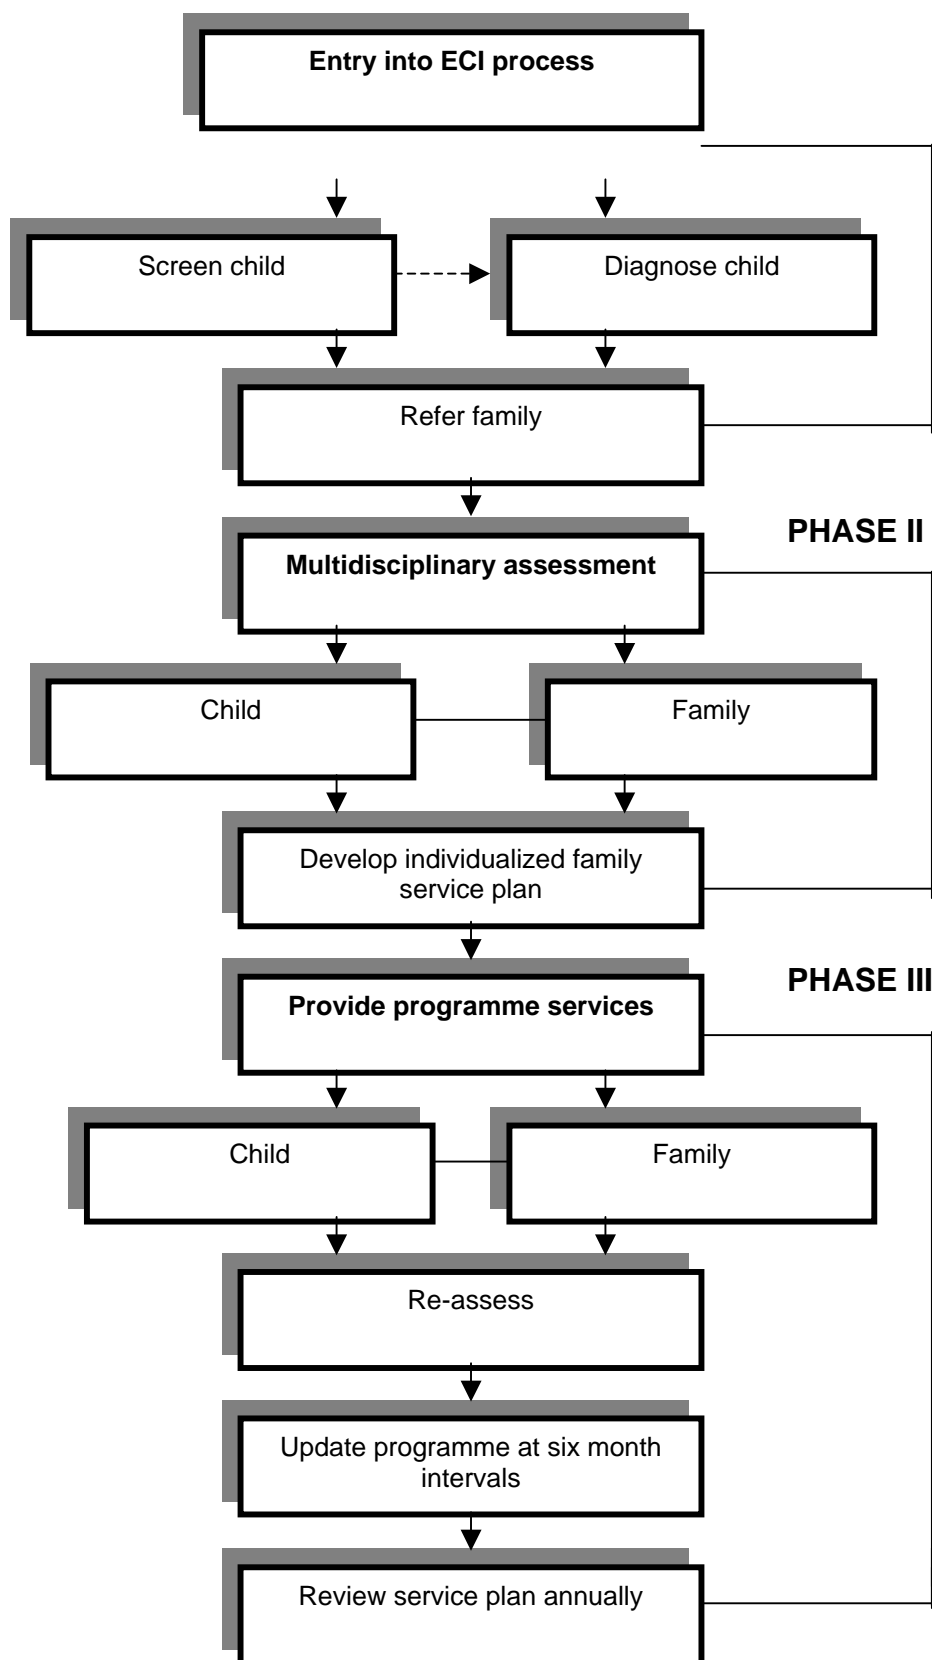 Entry into ECI process
Screen child
Diagnose child
Refer family
PHASE II
Multidisciplinary assessment
Child
Family
Develop individualized family
service plan
PHASE III
Provide programme services
Child
Family
Re-assess
Update programme at six month
intervals
Review service plan annually